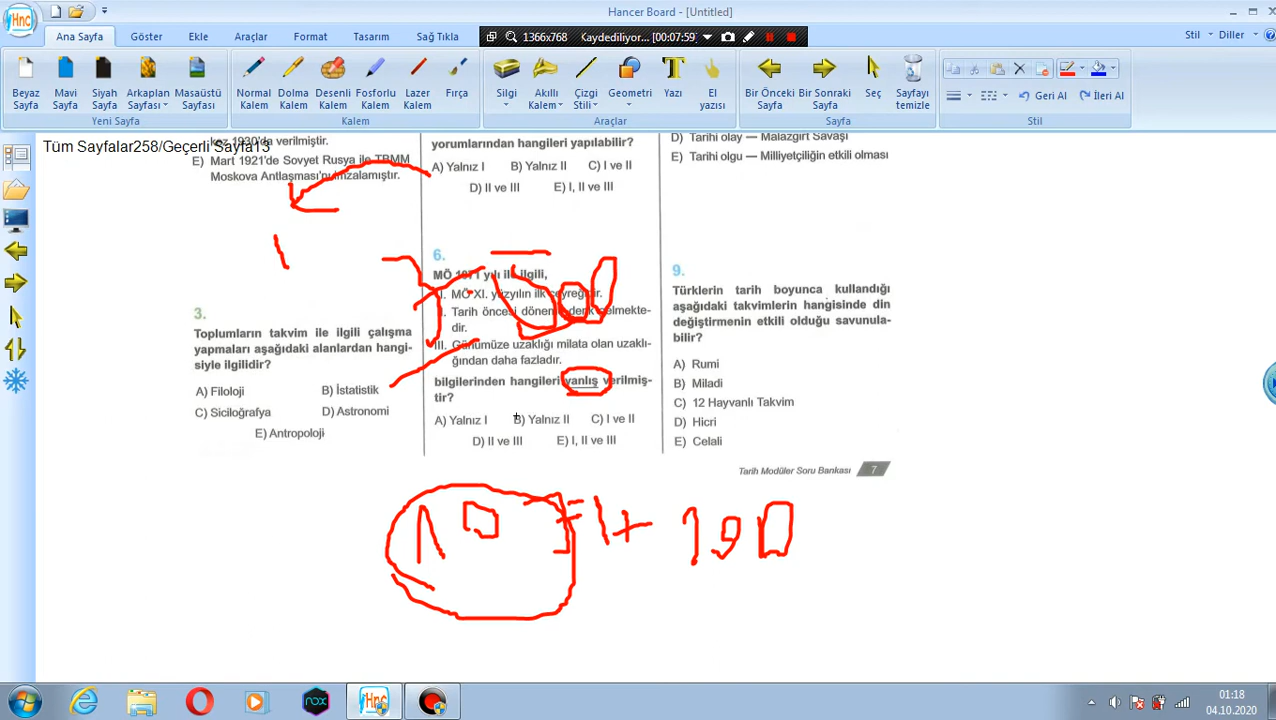 Hancer Board - [Untitled]
Ana Sayfa
Göster
Ekle
Araçlar
Format
Tasarım
Sağ Tıkla
1366x768
Kaydediliyor... [00:07:59]
Stil
Diller
Beyaz Sayfa
Mavi Sayfa
Siyah Sayfa
Arkaplan Sayfası
Masaüstü Sayfası
Normal Kalem
Dolma Kalem
Desenli Kalem
Fosforlu Kalem
Lazer Kalem
Fırça
Silgi
Akıllı Kalem
Çizgi Stili
Geometri
Yazı
El yazısı
Bir Önceki Sayfa
Bir Sonraki Sayfa
Seç
Sayfayı temizle
Geri Al
İleri Al
Yeni Sayfa
Kalem
Araçlar
Sayfa
Stil
Tüm Sayfalar258/Geçerli Sayfa13
kez 1930'da verilmiştir.
E) Mart 1921'de Sovyet Rusya ile TBMM
Moskova Antlaşması'nı imzalamıştır.
3.
Toplumların takvim ile ilgili çalışma
yapmaları aşağıdaki alanlardan hangi-
siyle ilgilidir?
A) Filoloji
B) İstatistik
C) Siciloğrafya
D) Astronomi
E) Antropoloji
yorumlarından hangileri yapılabilir?
A) Yalnız I
B) Yalnız II
C) I ve II
D) II ve III
E) I, II ve III
6.
MÖ 1071 yılı ile ilgili,
I. MÖ XI. yüzyılın ilk çeyreğidir.
II. Tarih öncesi döneme denk gelmekte-
dir.
III. Günümüze uzaklığı milata olan uzaklı-
ğından daha fazladır.
bilgilerinden hangileri yanlış verilmiş-
tir?
A) Yalnız I
B) Yalnız II
C) I ve II
D) II ve III
E) I, II ve III
D) Tarihi olay — Malazgirt Savaşı
E) Tarihi olgu — Milliyetçiliğin etkili olması
9.
Türklerin tarih boyunca kullandığı
aşağıdaki takvimlerin hangisinde din
değiştirmenin etkili olduğu savunula-
bilir?
A) Rumi
B) Miladi
C) 12 Hayvanlı Takvim
D) Hicri
E) Celali
Tarih Modüler Soru Bankası 7
01:18
04.10.2020